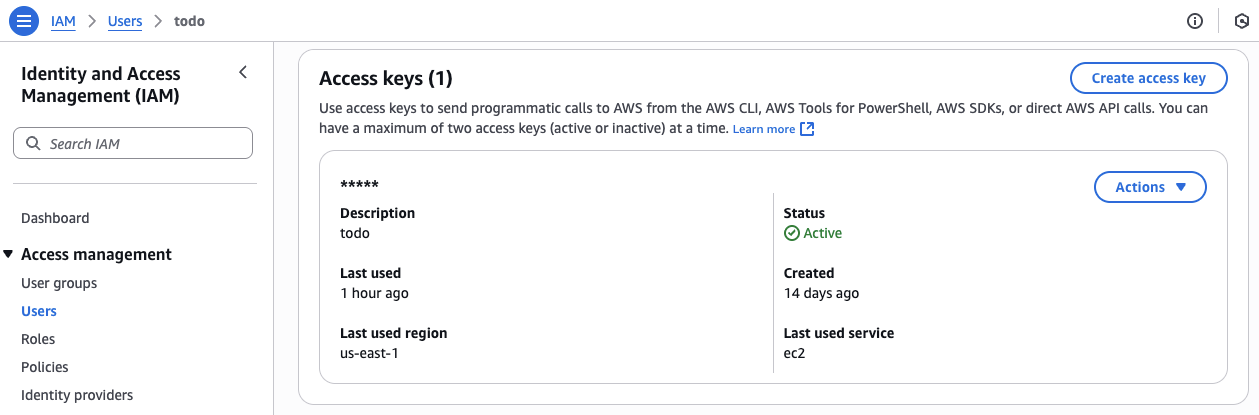 IAM > Users > todo
Identity and Access
Management (IAM)
Search IAM
Dashboard
Access management
User groups
Users
Roles
Policies
Identity providers
Access keys (1)
Create access key
Use access keys to send programmatic calls to AWS from the AWS CLI, AWS Tools for PowerShell, AWS SDKs, or direct AWS API calls. You can
have a maximum of two access keys (active or inactive) at a time. Learn more
*****
Actions
Description
todo
Status
Active
Last used
1 hour ago
Created
14 days ago
Last used region
us-east-1
Last used service
ec2